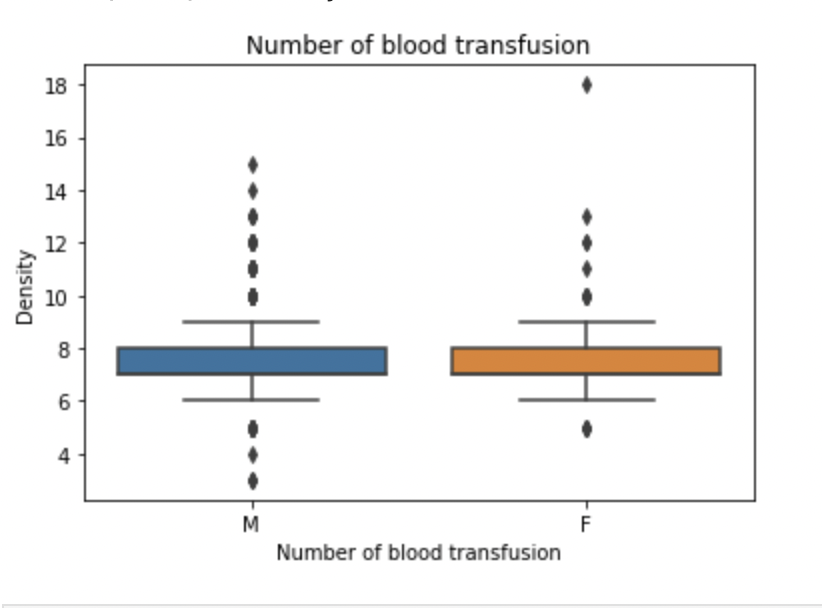 Number of blood transfusion
18
16
14
12
10
8
6
4
Density
M F
Number of blood transfusion